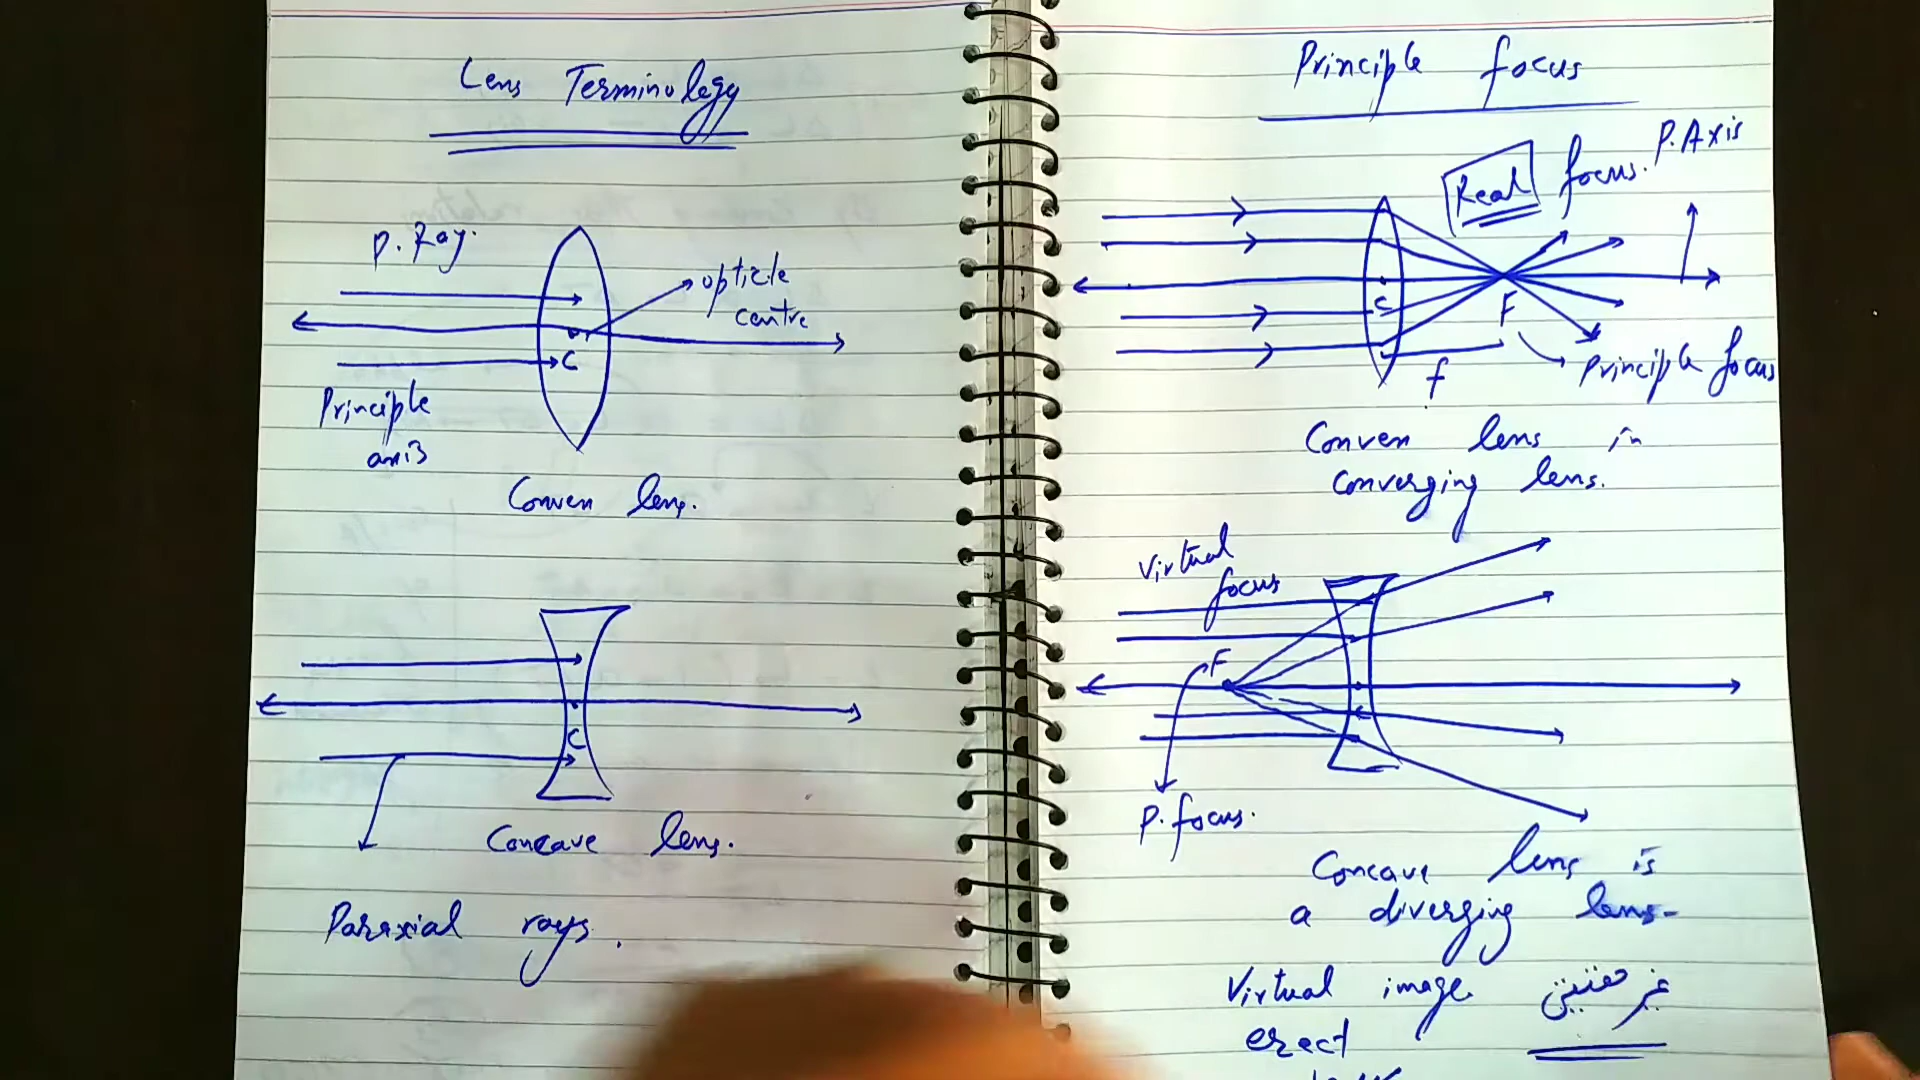 Lens Terminology
P. Ray.
opticle
centre
C
Principle
axis
Convex lens.
C
Concave lens.
Paraxial rays.
Principle focus
P. Axis
Real focus.
C
F
f
Principle focus
Convex lens in
converging lens.
Virtual
focus
F
C
P. focus.
Concave lens is
a diverging lens-
Virtual image غیر حقیقی
erect